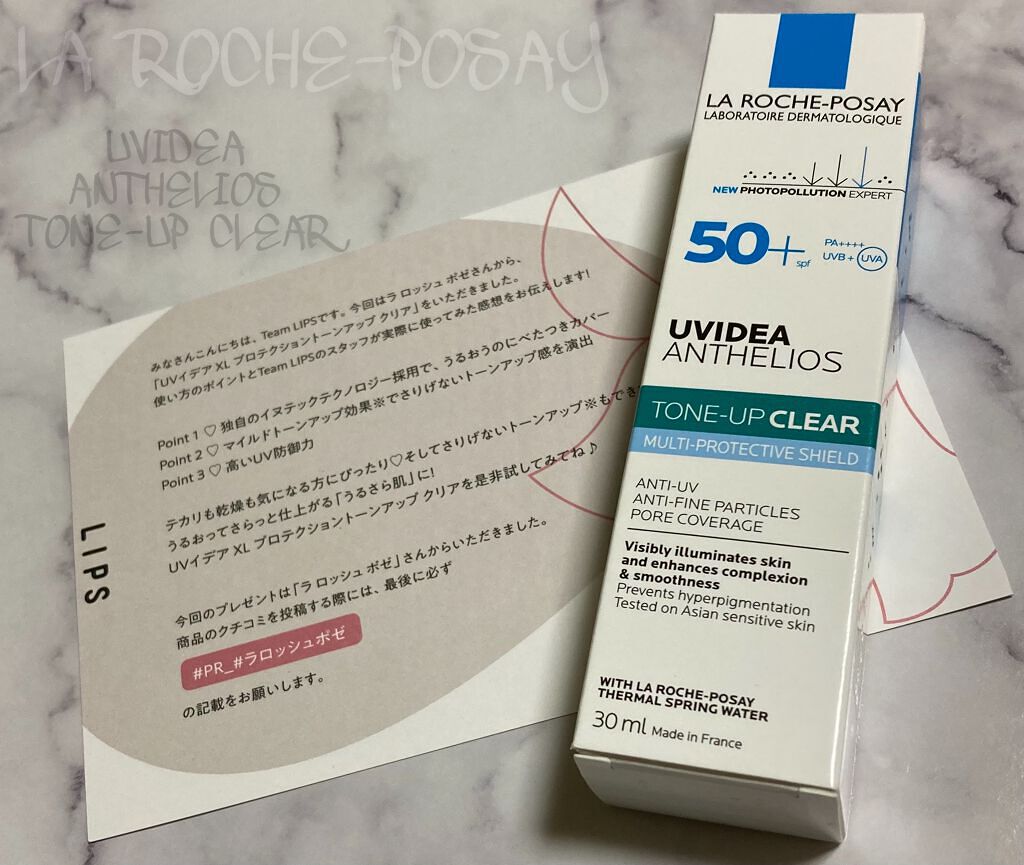 LA ROCHE-POSAY
UVIDEA
ANTHELIOS
TONE-UP CLEAR
みなさんこんにちは、Team LIPSです。今回はラ ロッシュ ポゼさんから、
「UVイデア XL プロテクショントーンアップ クリア」をいただきました。
使い方のポイントとTeam LIPSのスタッフが実際に使ってみた感想をお伝えします!
Point 1 ♡ 独自のイヌテックテクノロジー採用で、うるおうのにべたつきカバー
Point 2 ♡ マイルドトーンアップ効果※でさりげないトーンアップ感を演出
Point 3 ♡ 高いUV防御力
テカリも乾燥も気になる方にぴったり♡そしてさりげないトーンアップ※もでき
うるおってさらっと仕上がる「うるさら肌」に!
UVイデア XL プロテクショントーンアップ クリアを是非試してみてね♪
今回のプレゼントは「ラ ロッシュ ポゼ」さんからいただきました。
商品のクチコミを投稿する際には、最後に必ず
#PR_#ラロッシュポゼ
の記載をお願いします。
LIPS
LA ROCHE-POSAY
LABORATOIRE DERMATOLOGIQUE
NEW PHOTOPOLLUTION EXPERT
50+ spf
PA++++
UVB + UVA
UVIDEA
ANTHELIOS
TONE-UP CLEAR
MULTI-PROTECTIVE SHIELD
ANTI-UV
ANTI-FINE PARTICLES
PORE COVERAGE
Visibly illuminates skin
and enhances complexion
& smoothness
Prevents hyperpigmentation
Tested on Asian sensitive skin
WITH LA ROCHE-POSAY
THERMAL SPRING WATER
30 ml Made in France